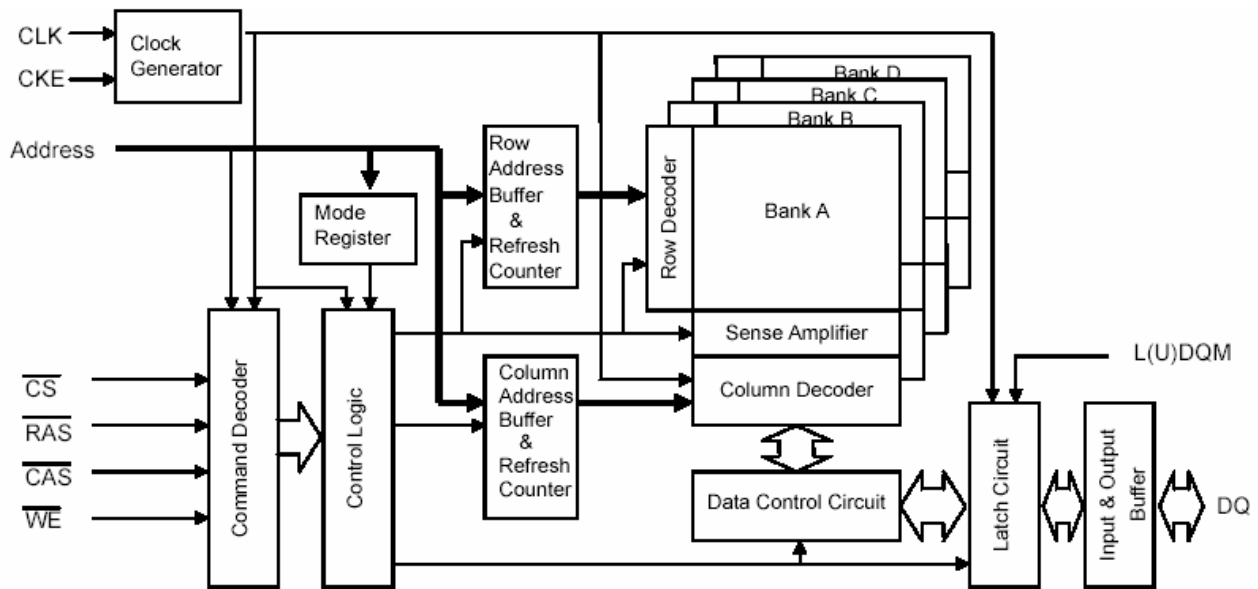 CLK
CKE
Clock
Generator
Address
Mode
Register
Row
Address
Buffer
&
Refresh
Counter
Bank D
Bank C
Bank B
Row Decoder
Bank A
Sense Amplifier
Column Decoder
Column
Address
Buffer
&
Refresh
Counter
CS
RAS
CAS
WE
Command Decoder
Control Logic
Data Control Circuit
L(U)DQM
Latch Circuit
Input & Output
Buffer
DQ